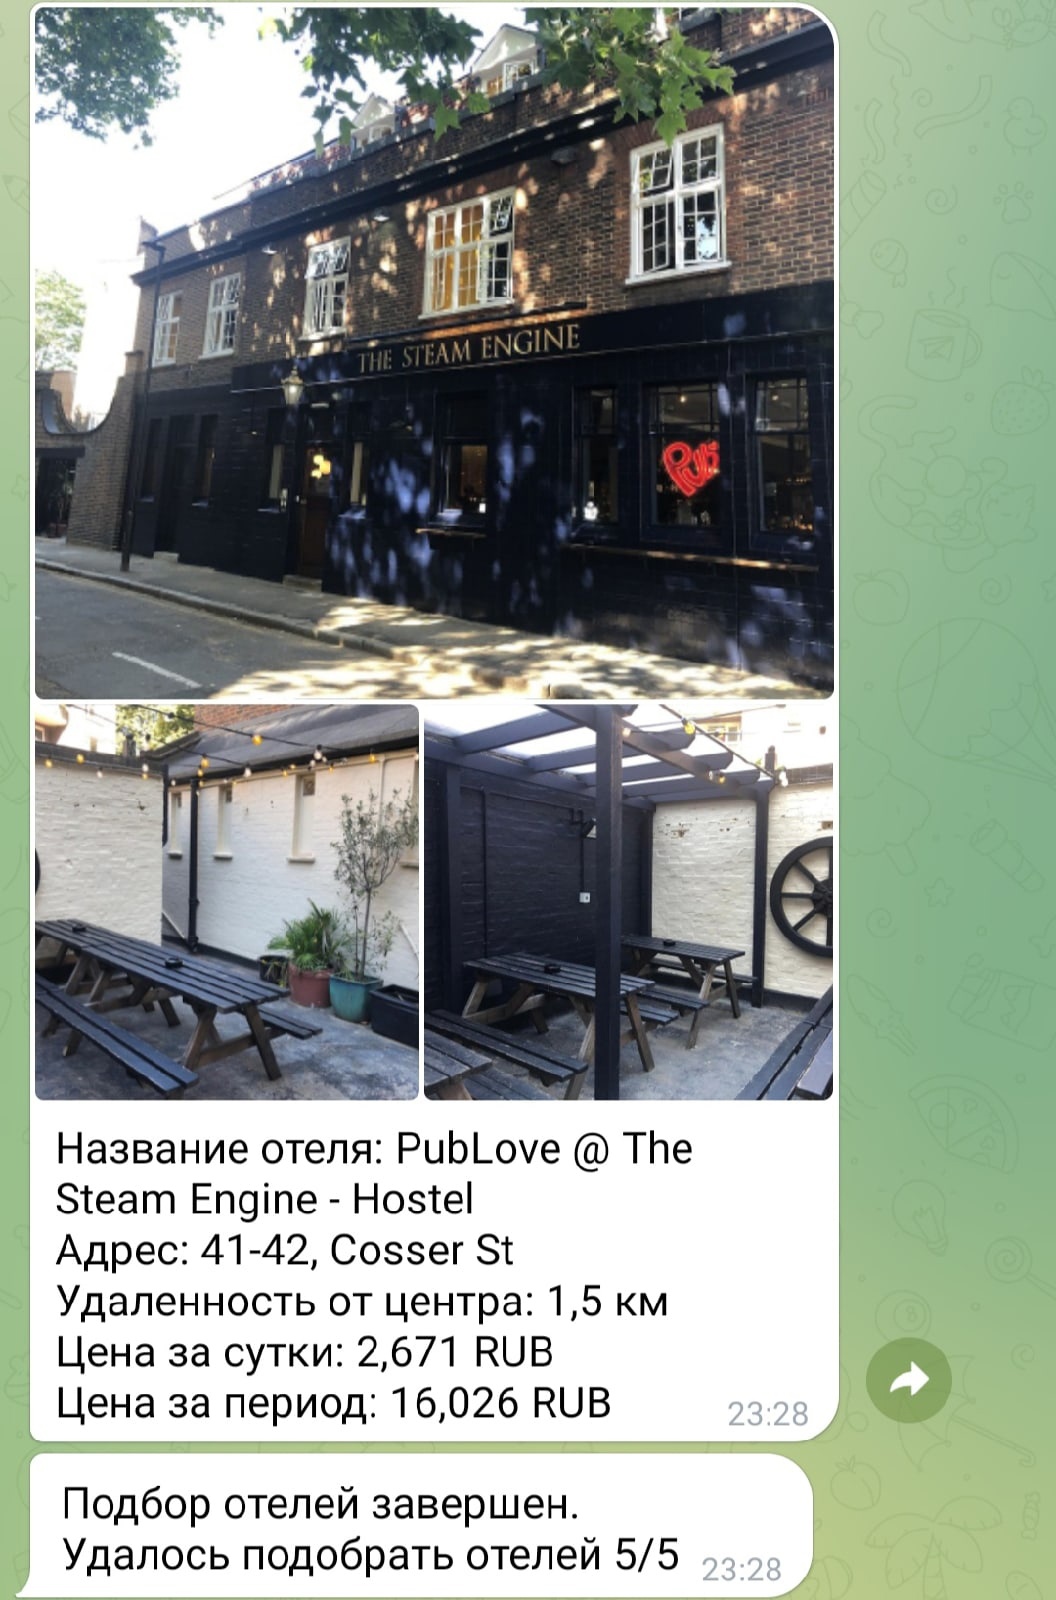 THE STEAM ENGINE
Pub
Название отеля: PubLove @ The
Steam Engine - Hostel
Адрес: 41-42, Cosser St
Удаленность от центра: 1,5 км
Цена за сутки: 2,671 RUB
Цена за период: 16,026 RUB
23:28
Подбор отелей завершен.
Удалось подобрать отелей 5/5
23:28